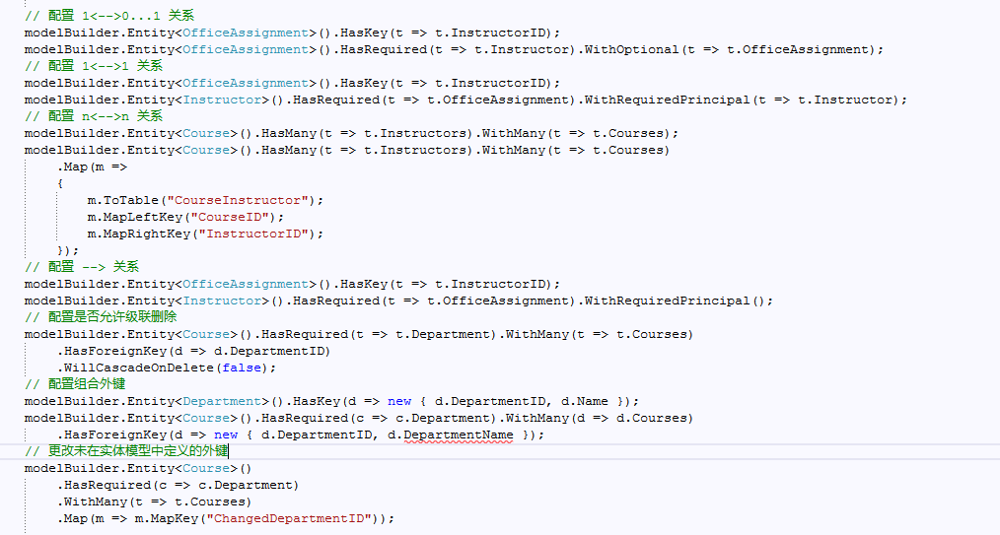 // 配置 1<-->0...1 关系
modelBuilder.Entity<OfficeAssignment>().HasKey(t => t.InstructorID);
modelBuilder.Entity<OfficeAssignment>().HasRequired(t => t.Instructor).WithOptional(t => t.OfficeAssignment);
// 配置 1<-->1 关系
modelBuilder.Entity<OfficeAssignment>().HasKey(t => t.InstructorID);
modelBuilder.Entity<Instructor>().HasRequired(t => t.OfficeAssignment).WithRequiredPrincipal(t => t.Instructor);
// 配置 n<-->n 关系
modelBuilder.Entity<Course>().HasMany(t => t.Instructors).WithMany(t => t.Courses);
modelBuilder.Entity<Course>().HasMany(t => t.Instructors).WithMany(t => t.Courses)
    .Map(m =>
    {
        m.ToTable("CourseInstructor");
        m.MapLeftKey("CourseID");
        m.MapRightKey("InstructorID");
    });
// 配置 --> 关系
modelBuilder.Entity<OfficeAssignment>().HasKey(t => t.InstructorID);
modelBuilder.Entity<Instructor>().HasRequired(t => t.OfficeAssignment).WithRequiredPrincipal();
// 配置是否允许级联删除
modelBuilder.Entity<Course>().HasRequired(t => t.Department).WithMany(t => t.Courses)
    .HasForeignKey(d => d.DepartmentID)
    .WillCascadeOnDelete(false);
// 配置组合外键
modelBuilder.Entity<Department>().HasKey(d => new { d.DepartmentID, d.Name });
modelBuilder.Entity<Course>().HasRequired(c => c.Department).WithMany(d => d.Courses)
    .HasForeignKey(d => new { d.DepartmentID, d.DepartmentName });
// 更改未在实体模型中定义的外键
modelBuilder.Entity<Course>()
    .HasRequired(c => c.Department)
    .WithMany(t => t.Courses)
    .Map(m => m.MapKey("ChangedDepartmentID"));